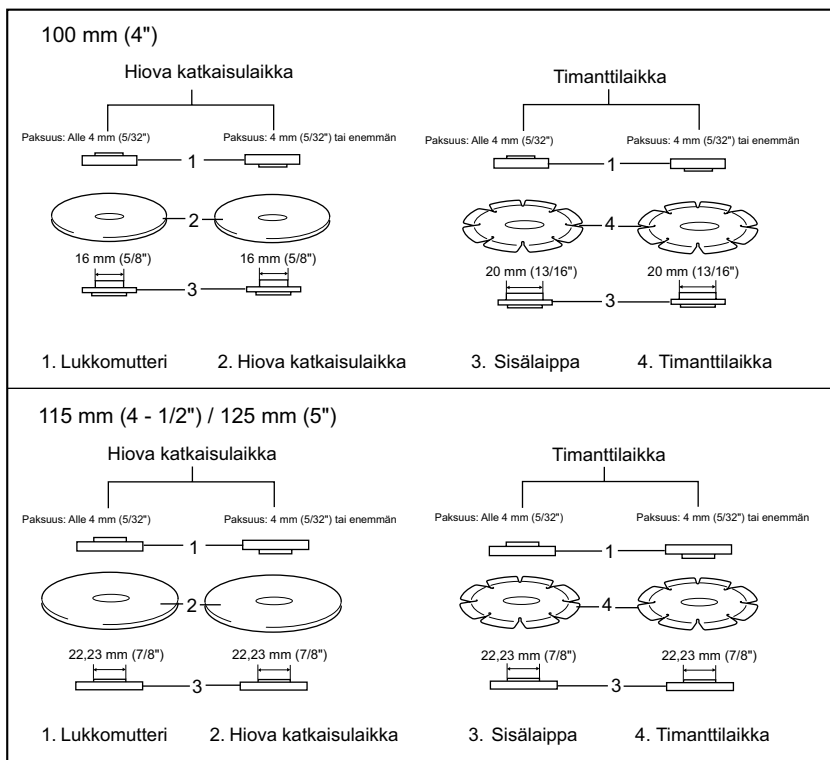 100 mm (4")
Hiova katkaisulaikka
Timanttilaikka
Paksuus: Alle 4 mm (5/32")
Paksuus: 4 mm (5/32") tai enemmän
Paksuus: Alle 4 mm (5/32")
Paksuus: 4 mm (5/32") tai enemmän
1
1
2
4
16 mm (5/8")
16 mm (5/8")
20 mm (13/16")
20 mm (13/16")
3
3
1. Lukkomutteri
2. Hiova katkaisulaikka
3. Sisälaippa
4. Timanttilaikka
115 mm (4 - 1/2") / 125 mm (5")
Hiova katkaisulaikka
Timanttilaikka
Paksuus: Alle 4 mm (5/32")
Paksuus: 4 mm (5/32") tai enemmän
Paksuus: Alle 4 mm (5/32")
Paksuus: 4 mm (5/32") tai enemmän
1
1
2
4
22,23 mm (7/8")
22,23 mm (7/8")
22,23 mm (7/8")
22,23 mm (7/8")
3
3
1. Lukkomutteri
2. Hiova katkaisulaikka
3. Sisälaippa
4. Timanttilaikka